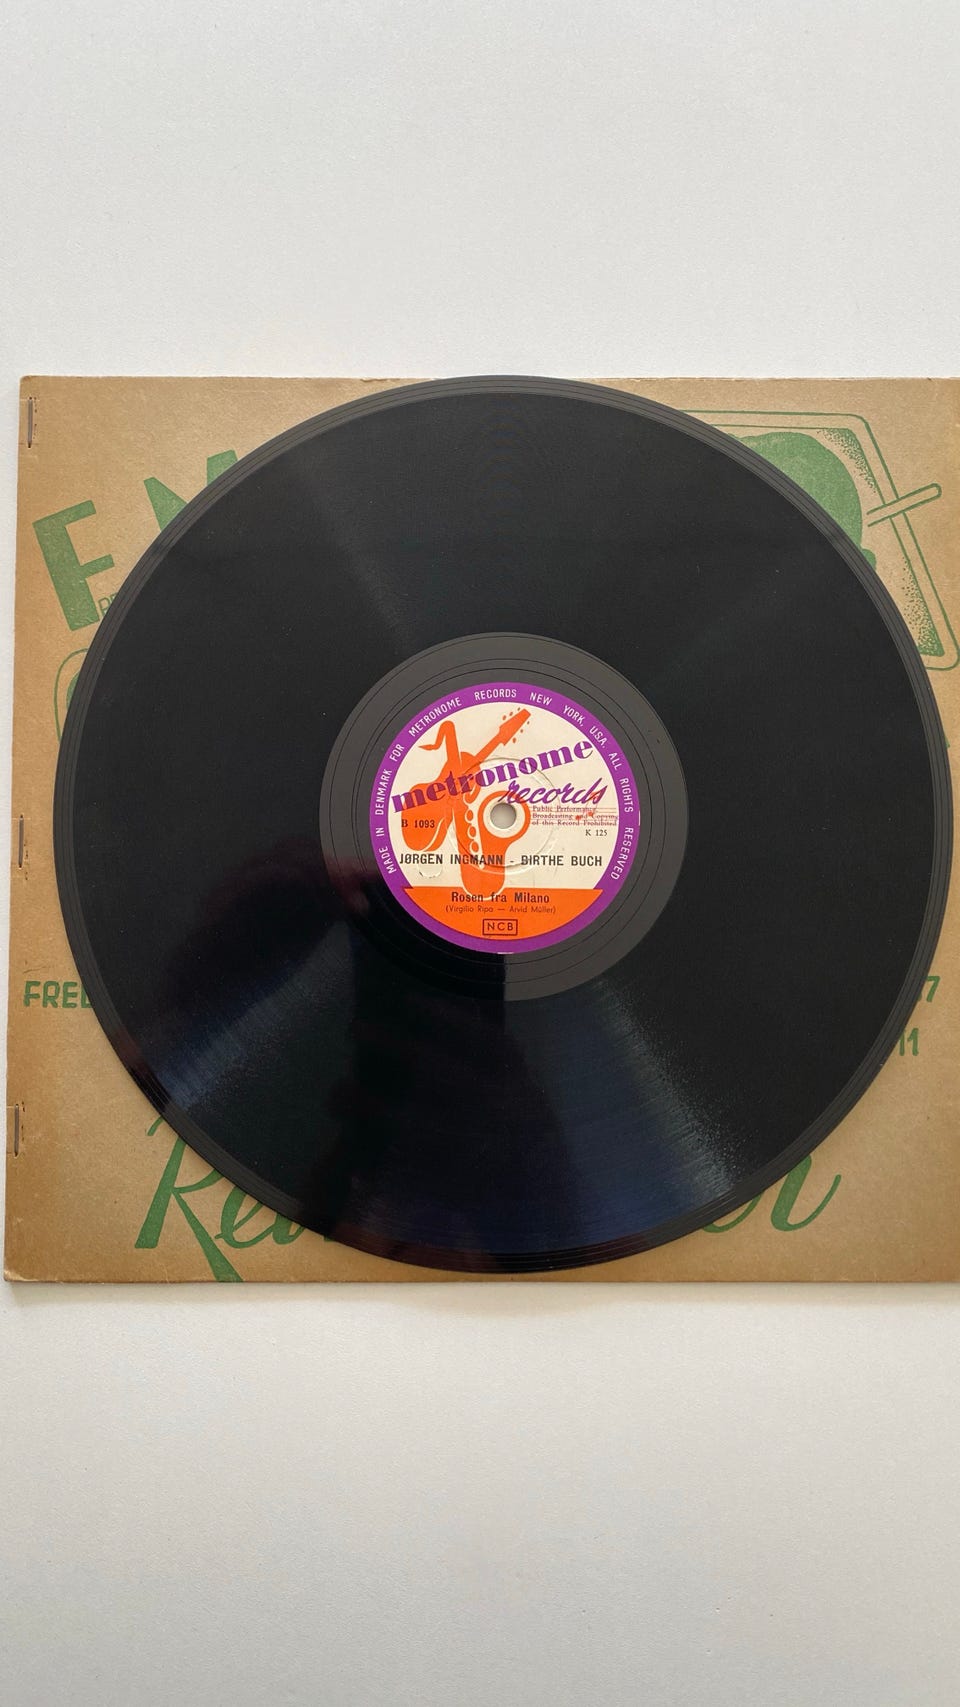 MADE IN DENMARK FOR METRONOME RECORDS NEW YORK, USA. ALL RIGHTS RESERVED
metronome
records
Public Performance,
Broadcasting and Copying
of this Record Prohibited
B 1093
K 125
JØRGEN INGMANN - BIRTHE BUCH
Rosen fra Milano
(Virgilio Ripa — Arvid Müller)
NCB